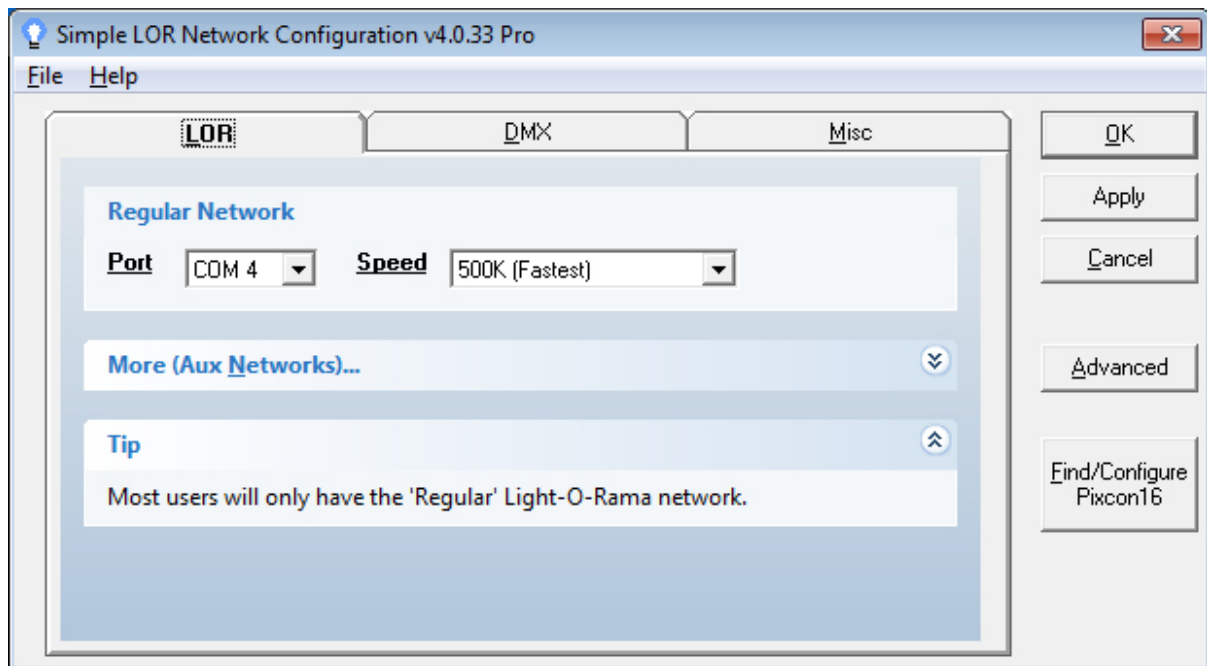 Simple LOR Network Configuration v4.0.33 Pro
File Help
LOR DMX Misc
OK
Regular Network
Apply
Port COM 4 Speed 500K (Fastest)
Cancel
More (Aux Networks)...
Advanced
Tip
Most users will only have the 'Regular' Light-O-Rama network.
Find/Configure
Pixcon16